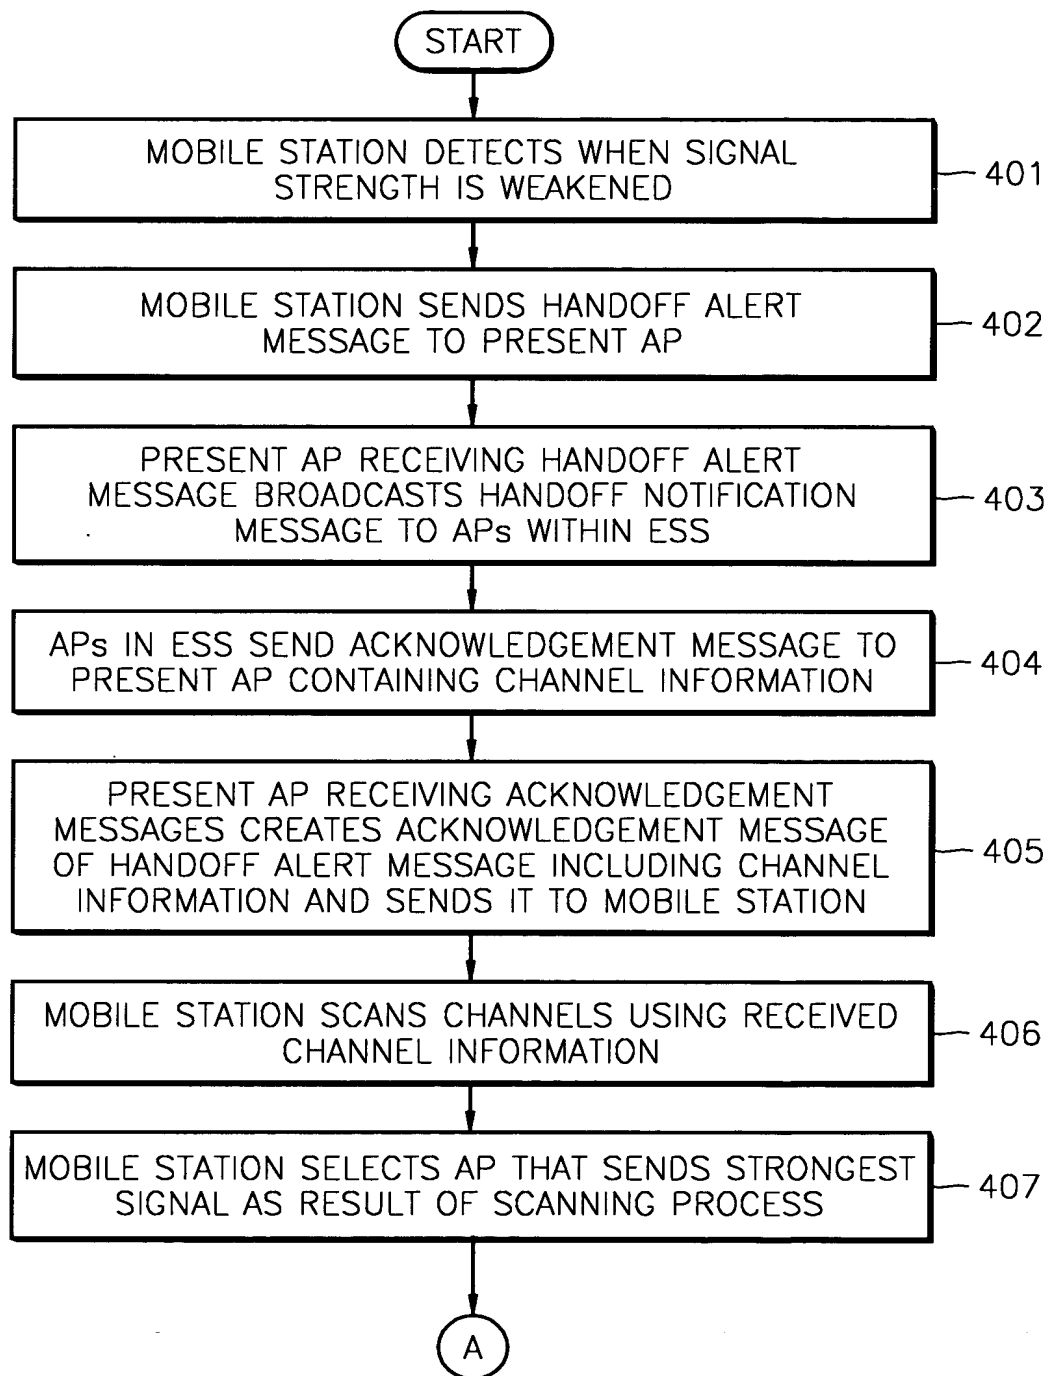 START
MOBILE STATION DETECTS WHEN SIGNAL
STRENGTH IS WEAKENED
401
MOBILE STATION SENDS HANDOFF ALERT
MESSAGE TO PRESENT AP
402
PRESENT AP RECEIVING HANDOFF ALERT
MESSAGE BROADCASTS HANDOFF NOTIFICATION
MESSAGE TO APs WITHIN ESS
403
APs IN ESS SEND ACKNOWLEDGEMENT MESSAGE TO
PRESENT AP CONTAINING CHANNEL INFORMATION
404
PRESENT AP RECEIVING ACKNOWLEDGEMENT
MESSAGES CREATES ACKNOWLEDGEMENT MESSAGE
OF HANDOFF ALERT MESSAGE INCLUDING CHANNEL
INFORMATION AND SENDS IT TO MOBILE STATION
405
MOBILE STATION SCANS CHANNELS USING RECEIVED
CHANNEL INFORMATION
406
MOBILE STATION SELECTS AP THAT SENDS STRONGEST
SIGNAL AS RESULT OF SCANNING PROCESS
407
A